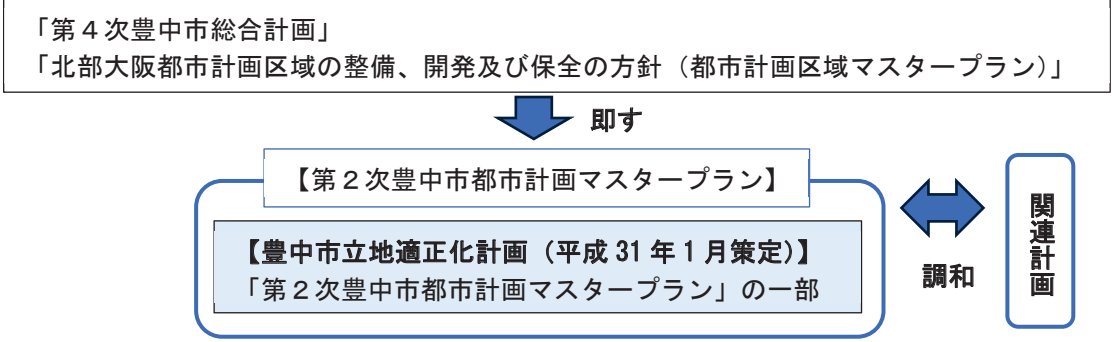 「第４次豊中市総合計画」
「北部大阪都市計画区域の整備、開発及び保全の方針（都市計画区域マスタープラン）」
即す
【第２次豊中市都市計画マスタープラン】
【豊中市立地適正化計画（平成 31 年１月策定）】
「第２次豊中市都市計画マスタープラン」の一部
調和
関連計画